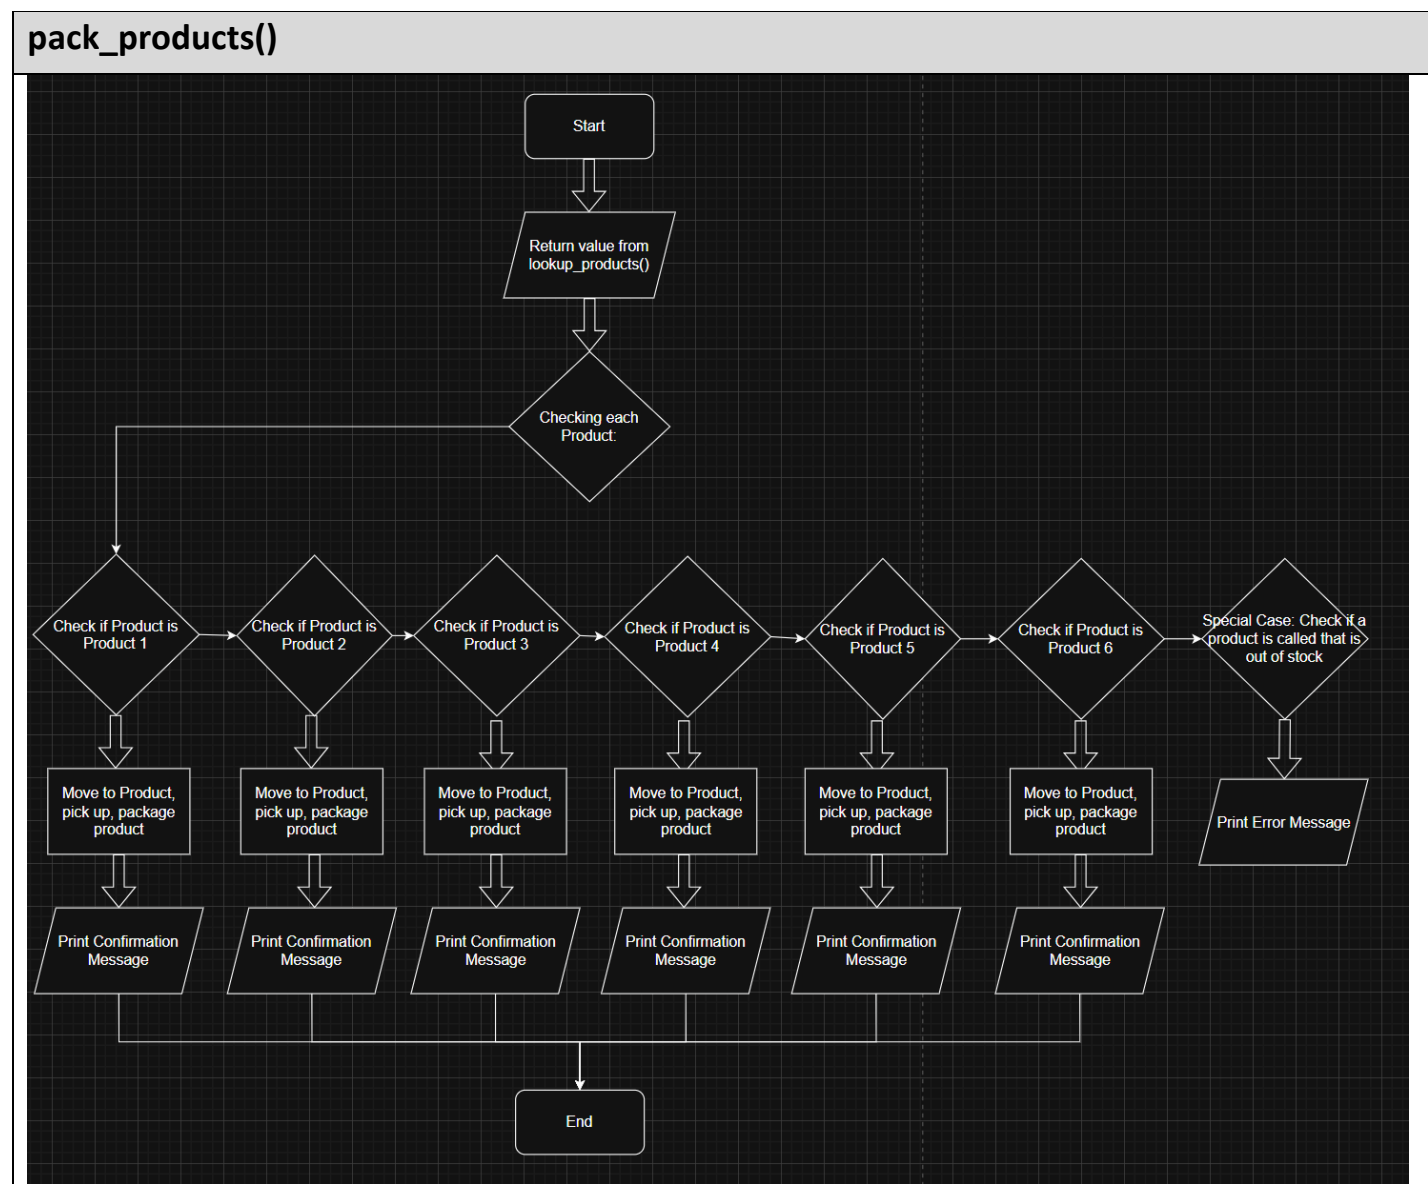 pack_products()
Start
Return value from
lookup_products()
Checking each
Product:
Check if Product is
Product 1
Check if Product is
Product 2
Check if Product is
Product 3
Check if Product is
Product 4
Check if Product is
Product 5
Check if Product is
Product 6
Special Case: Check if a
product is called that is
out of stock
Move to Product,
pick up, package
product
Move to Product,
pick up, package
product
Move to Product,
pick up, package
product
Move to Product,
pick up, package
product
Move to Product,
pick up, package
product
Move to Product,
pick up, package
product
Print Error Message
Print Confirmation
Message
Print Confirmation
Message
Print Confirmation
Message
Print Confirmation
Message
Print Confirmation
Message
Print Confirmation
Message
End